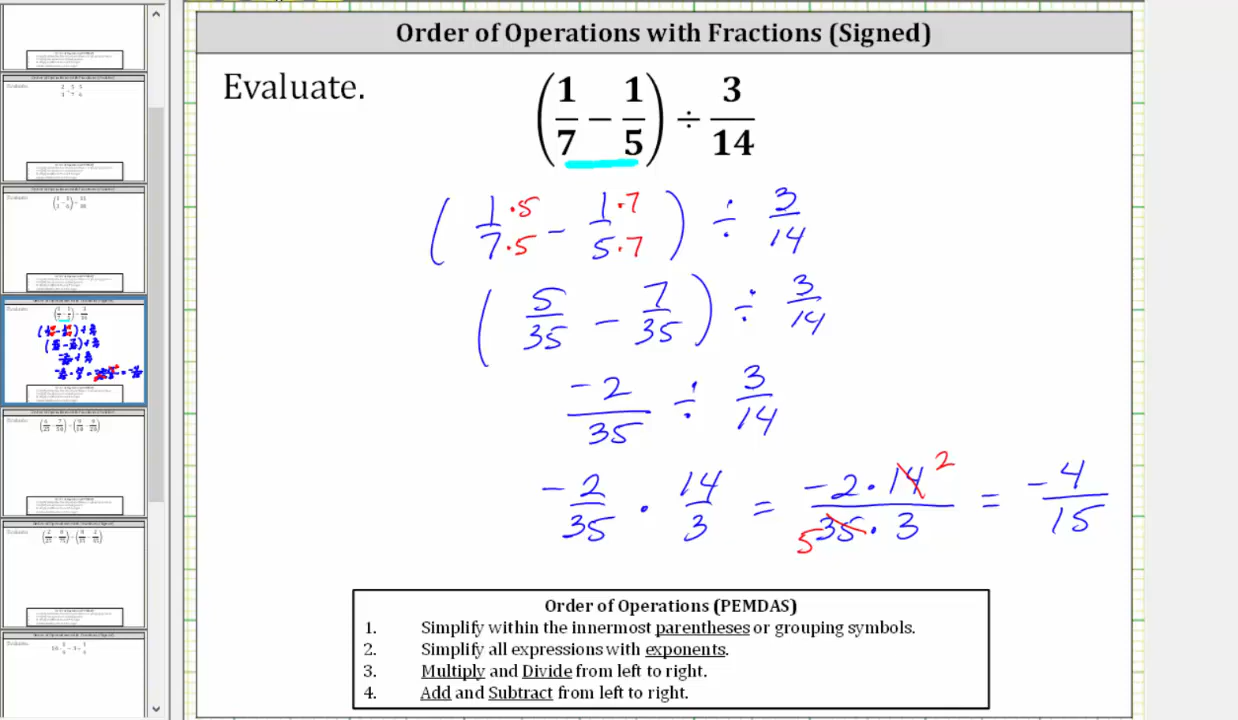 Order of Operations with Fractions (Signed)
Evaluate. (1/7 − 1/5) ÷ 3/14
(1·5/7·5 − 1·7/5·7) ÷ 3/14
(5/35 − 7/35) ÷ 3/14
−2/35 ÷ 3/14
−2/35 · 14/3 = −2·14 2/5 35·3 = −4/15
Order of Operations (PEMDAS)
1. Simplify within the innermost parentheses or grouping symbols.
2. Simplify all expressions with exponents.
3. Multiply and Divide from left to right.
4. Add and Subtract from left to right.